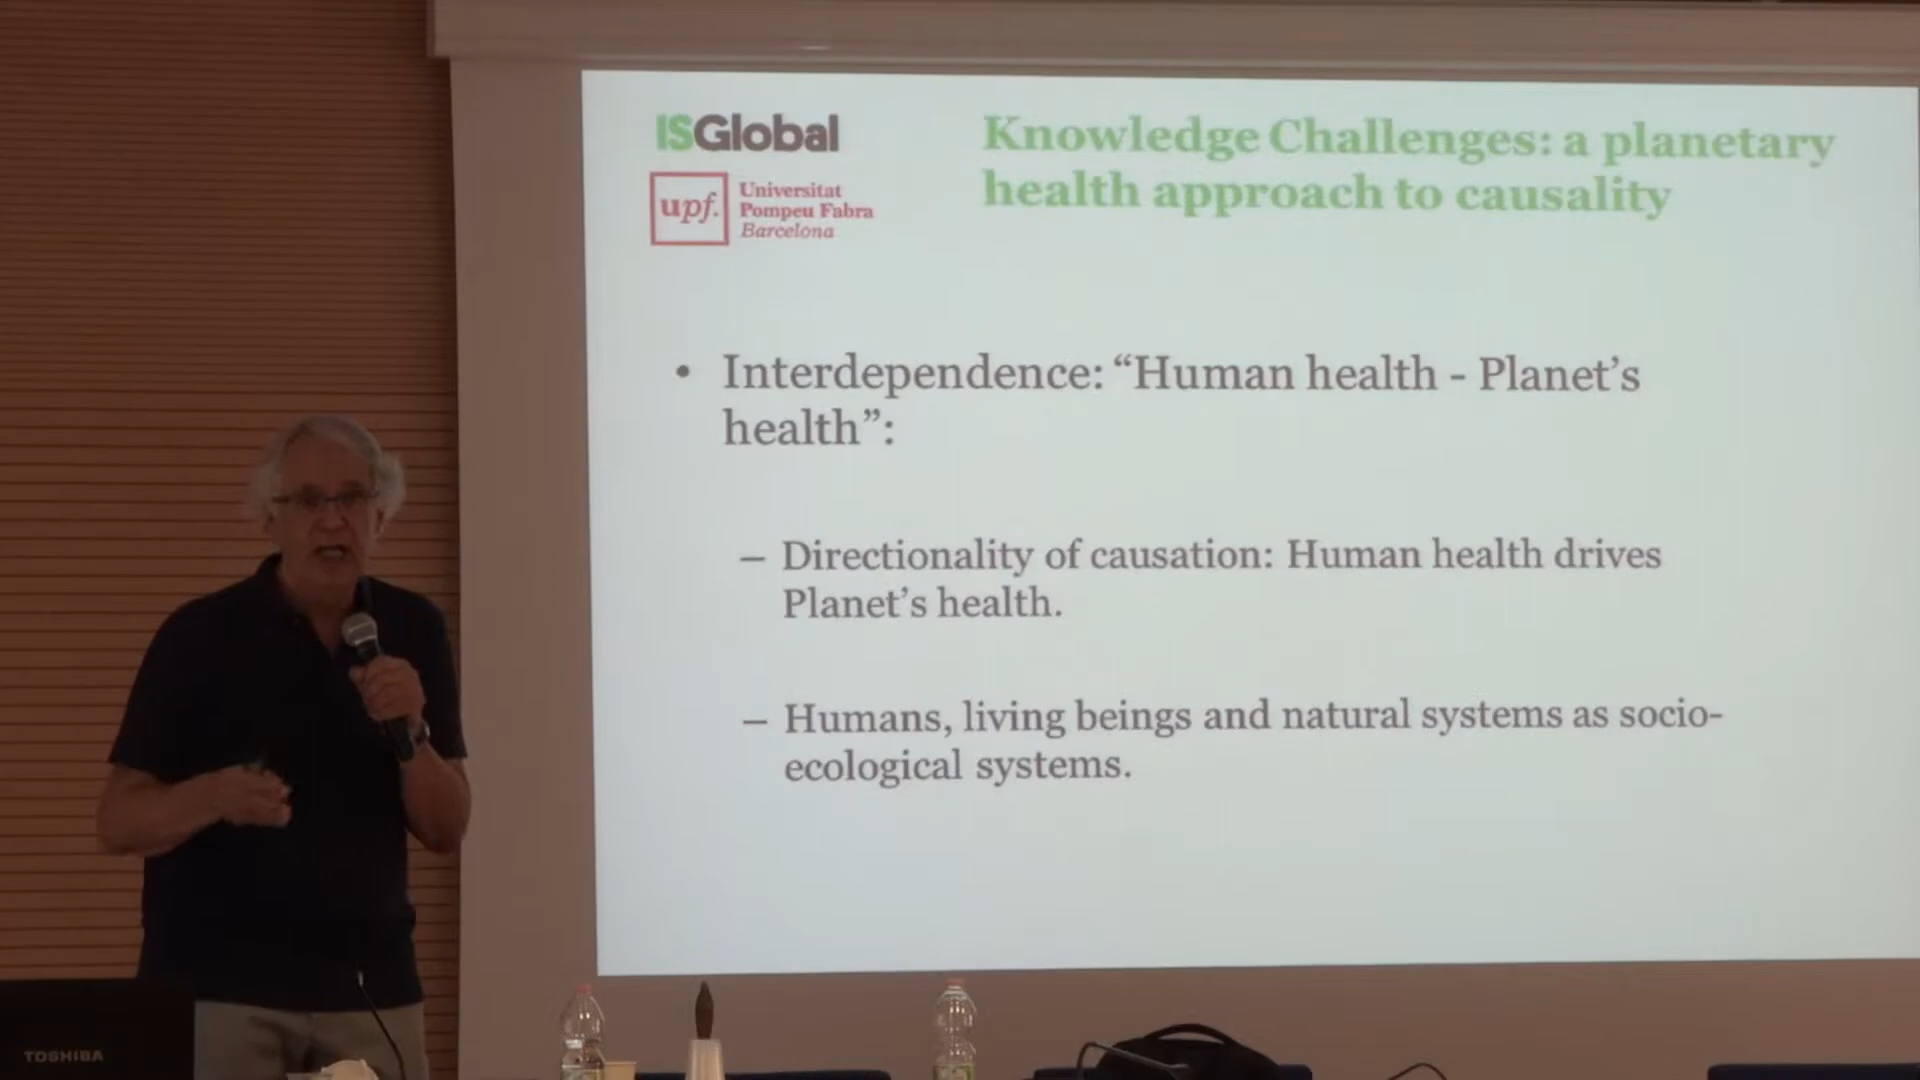 ISGlobal
upf.
Universitat
Pompeu Fabra
Barcelona
Knowledge Challenges: a planetary
health approach to causality
• Interdependence: “Human health - Planet’s
health”:
– Directionality of causation: Human health drives
Planet’s health.
– Humans, living beings and natural systems as socio-
ecological systems.
TOSHIBA